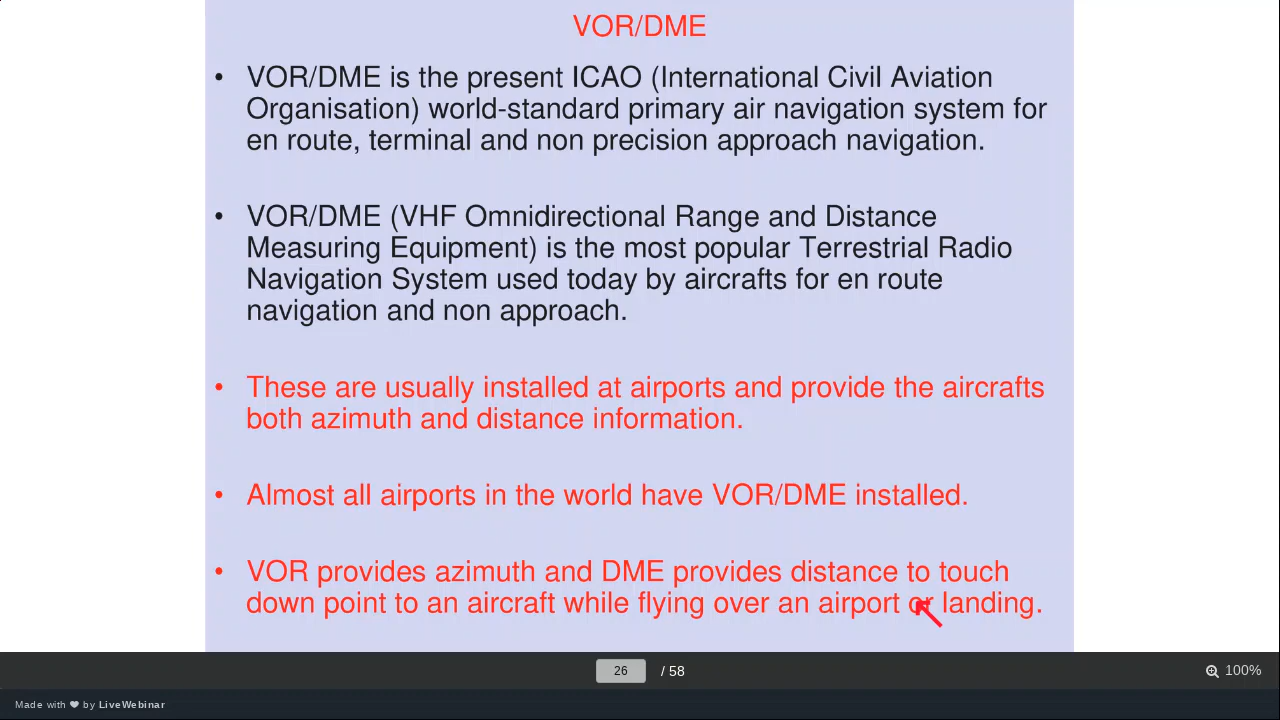 VOR/DME
• VOR/DME is the present ICAO (International Civil Aviation
Organisation) world-standard primary air navigation system for
en route, terminal and non precision approach navigation.
• VOR/DME (VHF Omnidirectional Range and Distance
Measuring Equipment) is the most popular Terrestrial Radio
Navigation System used today by aircrafts for en route
navigation and non approach.
• These are usually installed at airports and provide the aircrafts
both azimuth and distance information.
• Almost all airports in the world have VOR/DME installed.
• VOR provides azimuth and DME provides distance to touch
down point to an aircraft while flying over an airport or landing.
26 / 58
100%
Made with ❤ by LiveWebinar